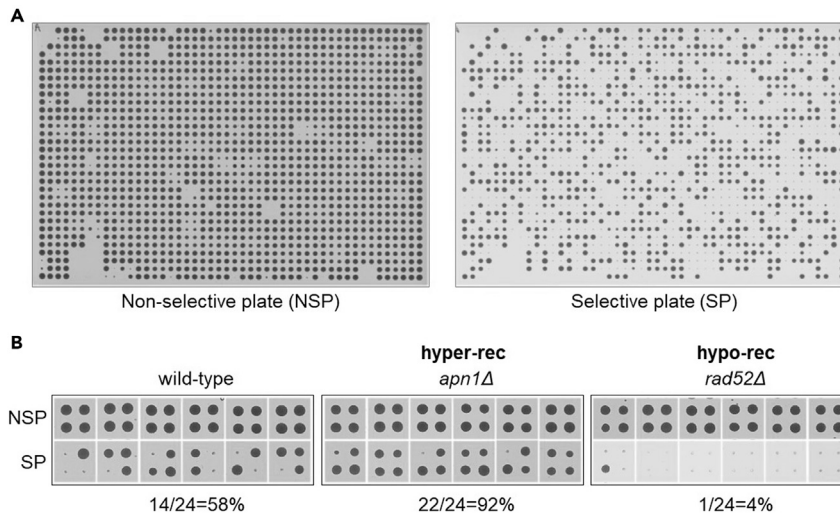 A
Non-selective plate (NSP)
Selective plate (SP)
B
hyper-rec
hypo-rec
wild-type
apn1Δ
rad52Δ
NSP
SP
14/24=58%
22/24=92%
1/24=4%